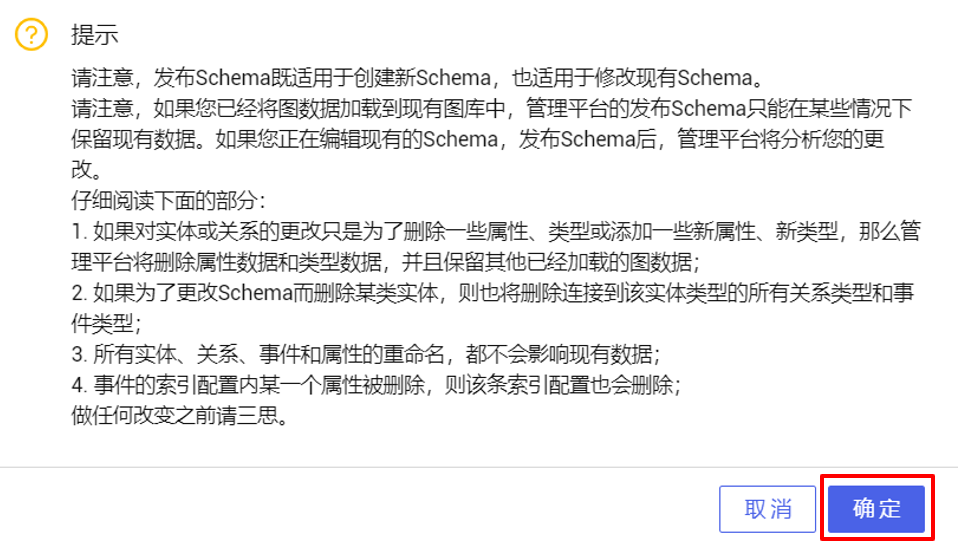 提示
请注意，发布Schema既适用于创建新Schema，也适用于修改现有Schema。
请注意，如果您已经将图数据加载到现有图库中，管理平台的发布Schema只能在某些情况下
保留现有数据。如果您正在编辑现有的Schema，发布Schema后，管理平台将分析您的更
改。
仔细阅读下面的部分：
1. 如果对实体或关系的更改只是为了删除一些属性、类型或添加一些新属性、新类型，那么管
理平台将删除属性数据和类型数据，并且保留其他已经加载的图数据；
2. 如果为了更改Schema而删除某类实体，则也将删除连接到该实体类型的所有关系类型和事
件类型；
3. 所有实体、关系、事件和属性的重命名，都不会影响现有数据；
4. 事件的索引配置内某一个属性被删除，则该条索引配置也会删除；
做任何改变之前请三思。
取消
确定